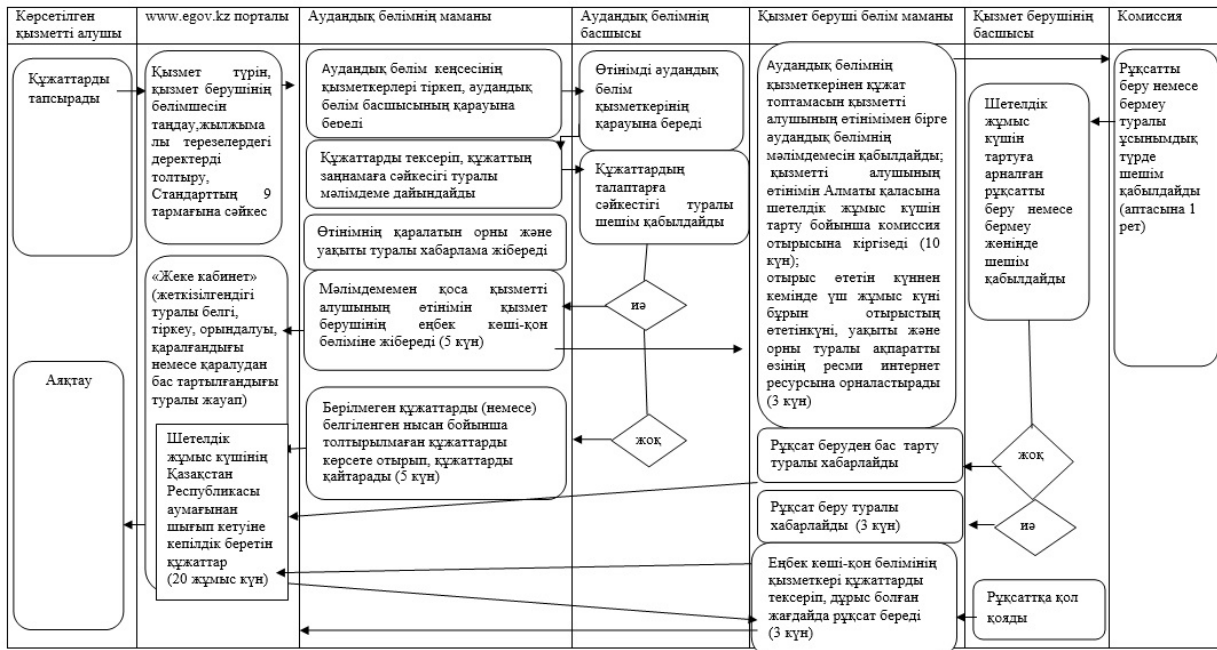 Көрсетілген
қызметті алушы
www.egov.kz порталы
Аудандық бөлімнің маманы
Аудандық бөлімнің
басшысы
Қызмет беруші бөлім маманы
Қызмет берушінің
басшысы
Комиссия
Құжаттарды
тапсырады
Аяқтау
Қызмет түрін,
қызмет берушінің
бөлімшесін
таңдау,жылжыма
лы терезелердегі
деректерді
толтыру,
Стандарттың 9
тармағына сәйкес
«Жеке кабинет»
(жеткізілгендігі
туралы белгі,
тіркеу, орындалуы,
қаралғандығы
немесе қаралудан
бас тартылғандығы
туралы жауап)
Шетелдік
жұмыс күшінің
Қазақстан
Республикасы
аумағынан
шығып кетуіне
кепілдік беретін
құжаттар
(20 жұмыс күн)
Аудандық бөлім кеңсесінің
қызметкерлері тіркеп, аудандық
бөлім басшысының қарауына
береді
Құжаттарды тексеріп, құжаттың
заңнамаға сәйкесігі туралы
мәлімдеме дайындайды
Өтінімнің қаралатын орны және
уақыты туралы хабарлама жібереді
Мәлімдемемен қоса қызметті
алушының өтінімін қызмет
берушінің еңбек көші-қон
бөліміне жібереді (5 күн)
Берілмеген құжаттарды (немесе)
белгіленген нысан бойынша
толтырылмаған құжаттарды
көрсете отырып, құжаттарды
қайтарады (5 күн)
Өтінімді аудандық
бөлім
қызметкерінің
қарауына береді
Құжаттардың
талаптарға
сәйкестігі туралы
шешім қабылдайды
иә
жоқ
Аудандық бөлімнің
қызметкерінен құжат
топтамасын қызметті
алушының өтінімімен бірге
аудандық бөлімнің
мәлімдемесін қабылдайды;
қызметті алушының
өтінімін Алматы қаласына
шетелдік жұмыс күшін
тарту бойынша комиссия
отырысына кіргізеді (10
күн);
отырыс өтетін күннен
кемінде үш жұмыс күні
бұрын отырыстың
өтетінкүні, уақыты және
орны туралы ақпаратты
өзінің ресми интернет
ресурсына орналастырады
(3 күн)
Рұқсат беруден бас тарту
туралы хабарлайды
Рұқсат беру туралы
хабарлайды (3 күн)
Еңбек көші-қон бөлімінің
қызметкері құжаттарды
тексеріп, дұрыс болған
жағдайда рұқсат береді
(3 күн)
Шетелдік
жұмыс
күшін
тартуға
арналған
рұқсатты
беру немесе
бермеу
жөнінде
шешім
қабылдайды
жоқ
иә
Рұқсатқа қол
қояды
Рұқсатты
беру немесе
бермеу
туралы
ұсынымдық
түрде
шешім
қабылдайды
(аптасына 1
рет)